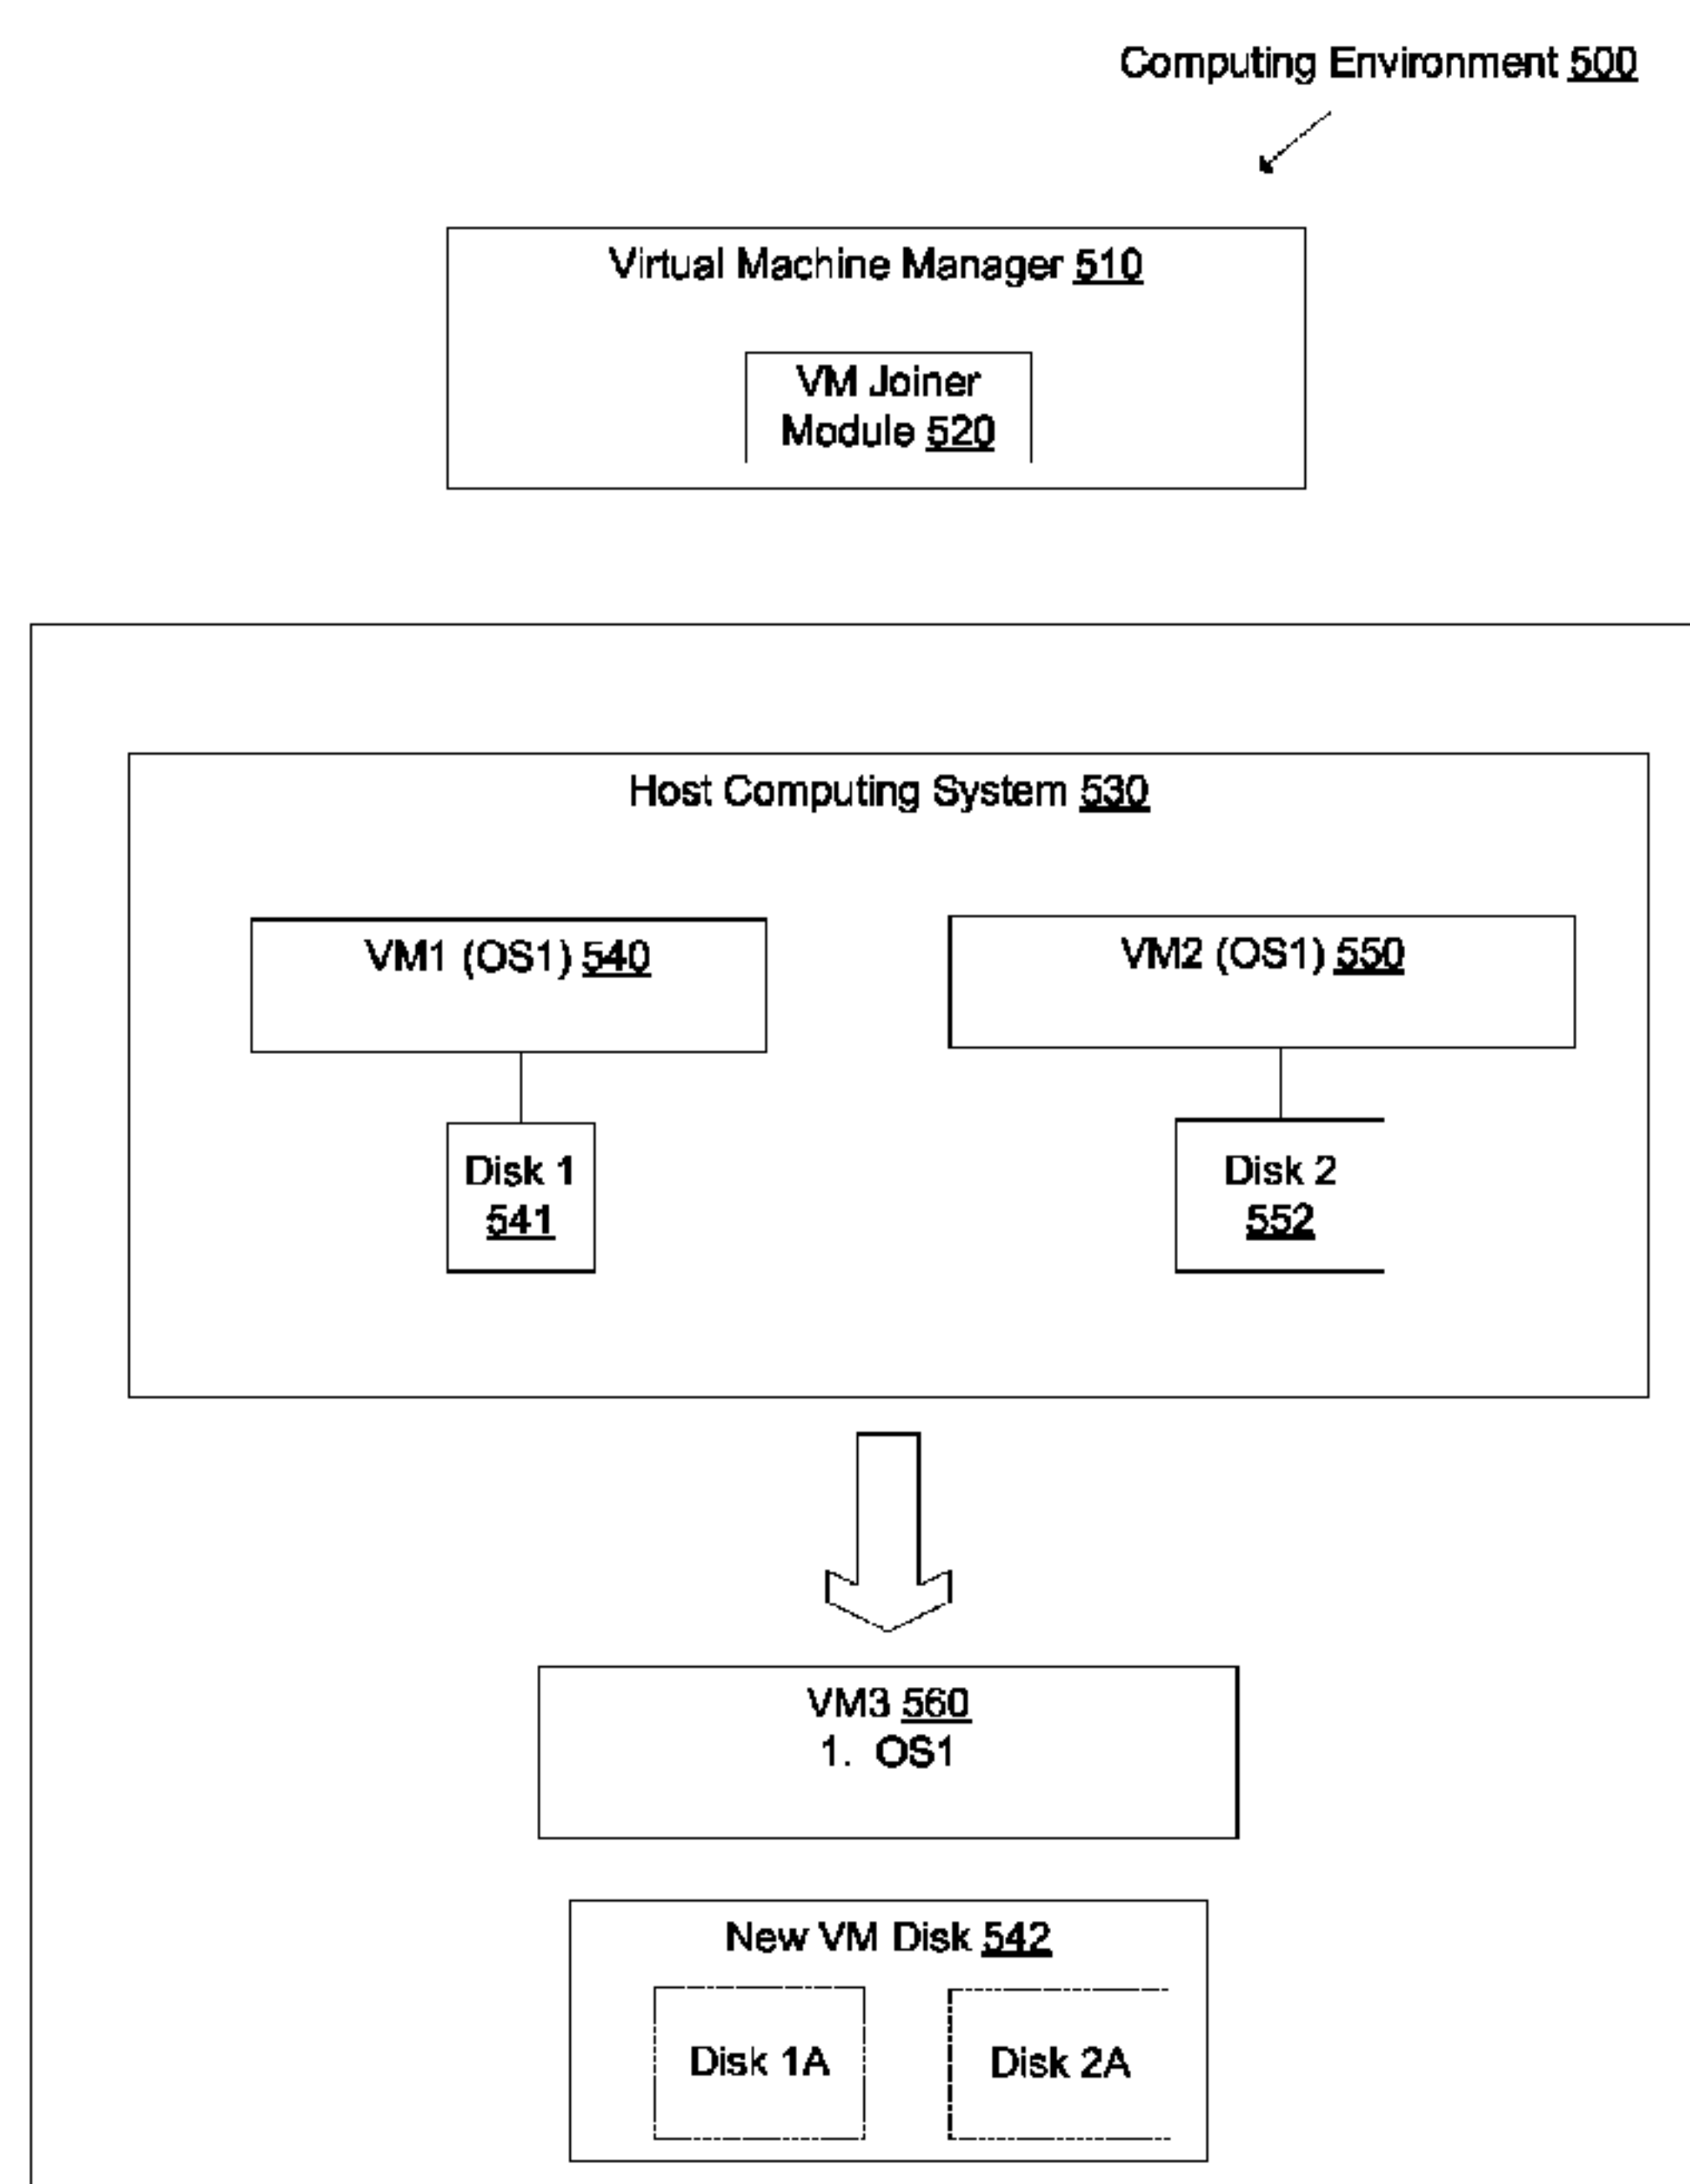 Computing Environment 500
Virtual Machine Manager 510
VM Joiner
Module 520
Host Computing System 530
VM1 (OS1) 540
VM2 (OS1) 550
Disk 1
541
Disk 2
552
VM3 560
1. OS1
New VM Disk 542
Disk 1A
Disk 2A